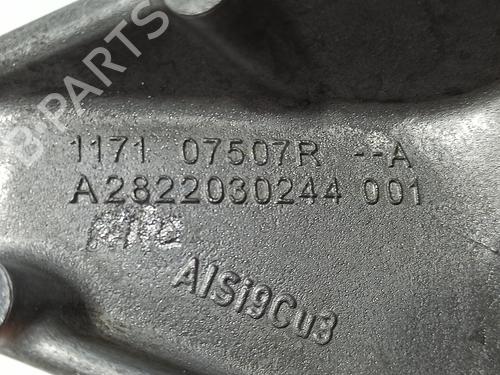 B-PARTS
1171 07507R --A
A2822030244 001
AlSi9Cu3